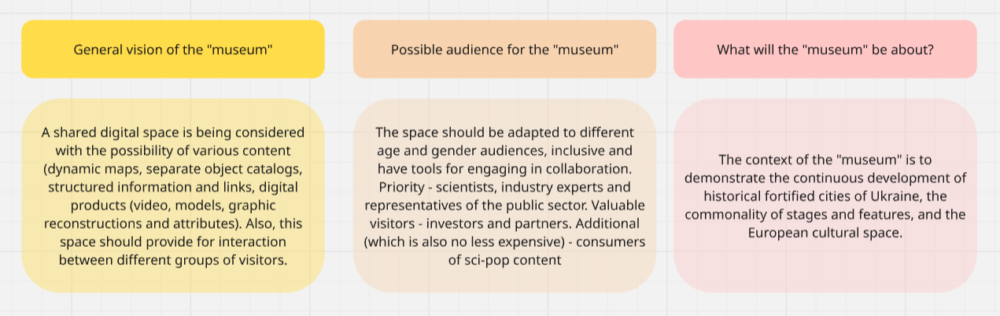 General vision of the "museum"
Possible audience for the "museum"
What will the "museum" be about?
A shared digital space is being considered
with the possibility of various content
(dynamic maps, separate object catalogs,
structured information and links, digital
products (video, models, graphic
reconstructions and attributes). Also, this
space should provide for interaction
between different groups of visitors.
The space should be adapted to different
age and gender audiences, inclusive and
have tools for engaging in collaboration.
Priority - scientists, industry experts and
representatives of the public sector. Valuable
visitors - investors and partners. Additional
(which is also no less expensive) - consumers
of sci-pop content
The context of the "museum" is to
demonstrate the continuous development of
historical fortified cities of Ukraine, the
commonality of stages and features, and the
European cultural space.